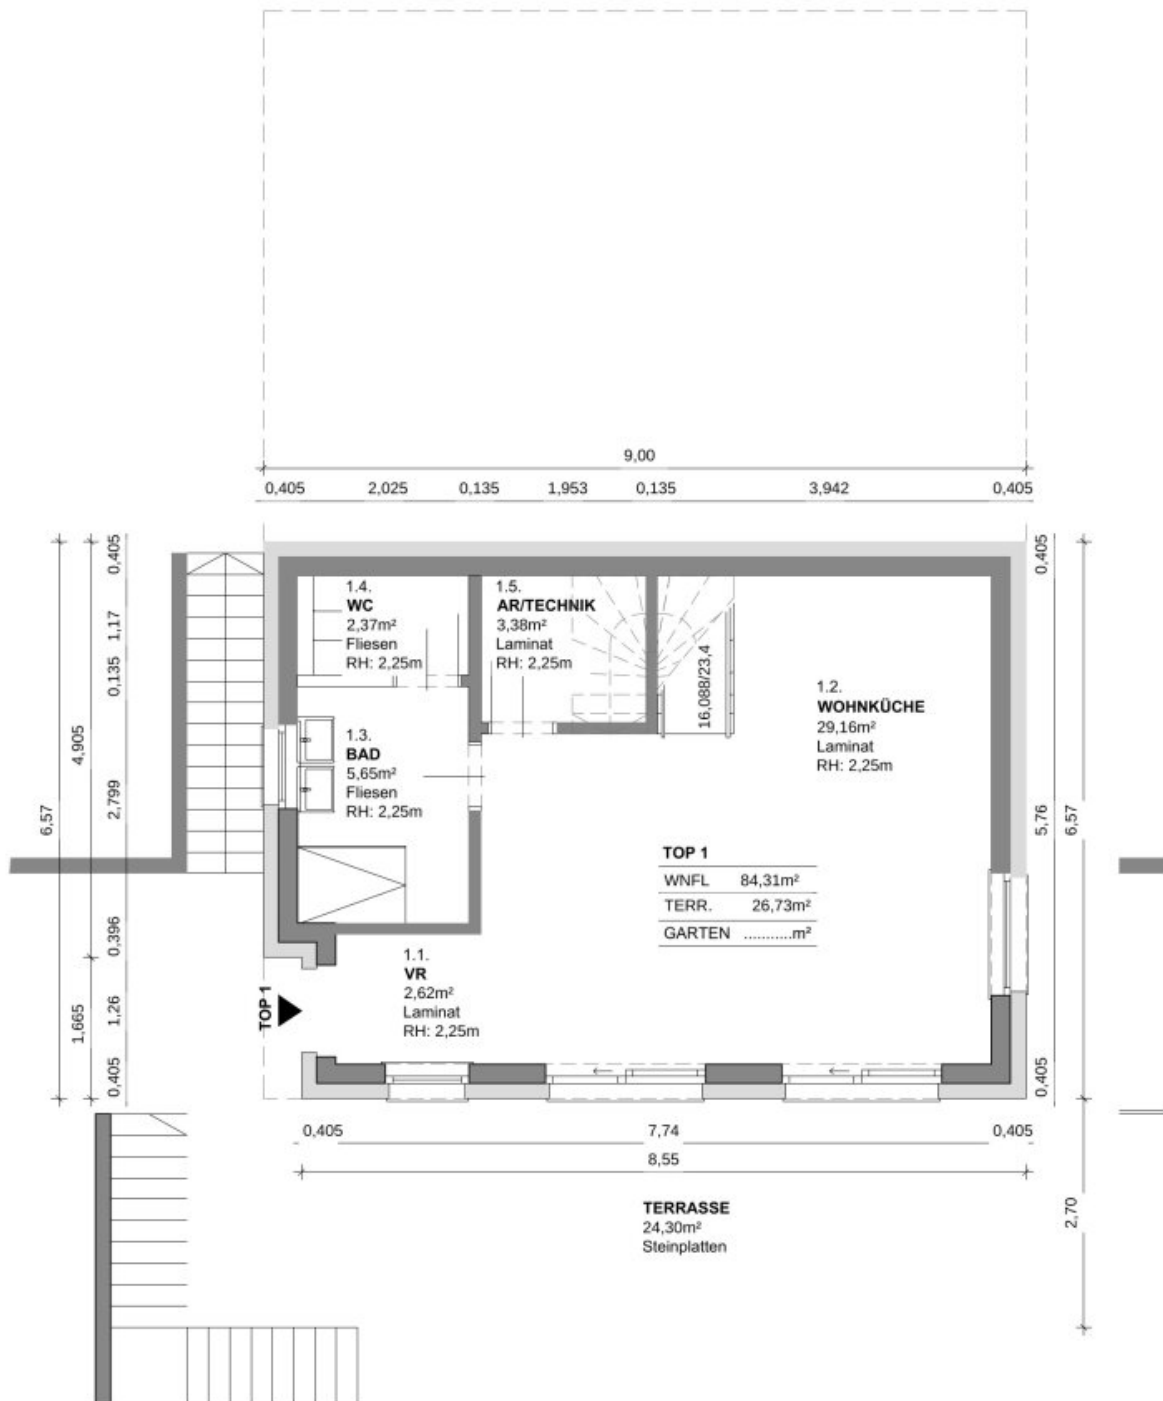 9,00
0,405 2,025 0,135 1,953 0,135 3,942 0,405
6,57
4,905
1,665
0,405
1,17
0,135
2,799
0,396
1,26
0,405
1.4.
WC
2,37m²
Fliesen
RH: 2,25m
1.5.
AR/TECHNIK
3,38m²
Laminat
RH: 2,25m
16,088/23,4
1.2.
WOHNKÜCHE
29,16m²
Laminat
RH: 2,25m
1.3.
BAD
5,65m²
Fliesen
RH: 2,25m
TOP 1
WNFL 84,31m²
TERR. 26,73m²
GARTEN ...........m²
1.1.
VR
2,62m²
Laminat
RH: 2,25m
TOP 1
0,405
5,76
0,405
6,57
2,70
0,405 7,74 0,405
8,55
TERRASSE
24,30m²
Steinplatten